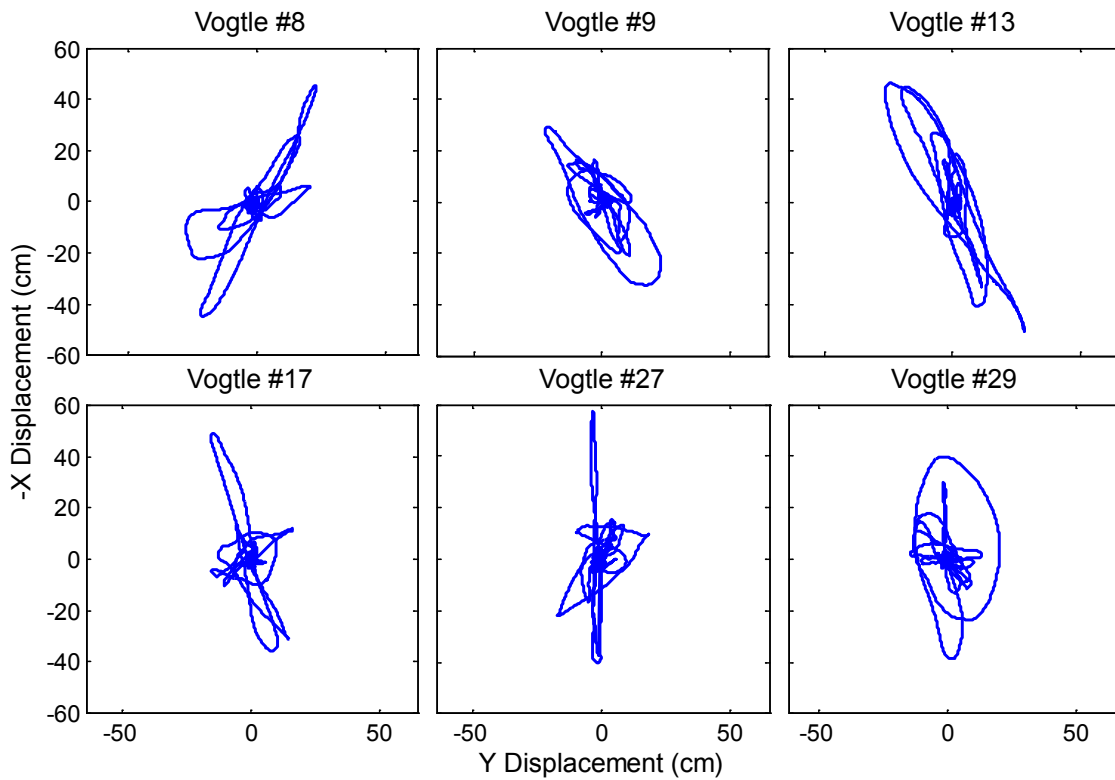 Vogtle #8
Vogtle #9
Vogtle #13
60
40
20
0
-20
-40
-60
Vogtle #17
Vogtle #27
Vogtle #29
60
40
20
0
-20
-40
-60
-50
0
50
-50
0
50
-50
0
50
-X Displacement (cm)
Y Displacement (cm)